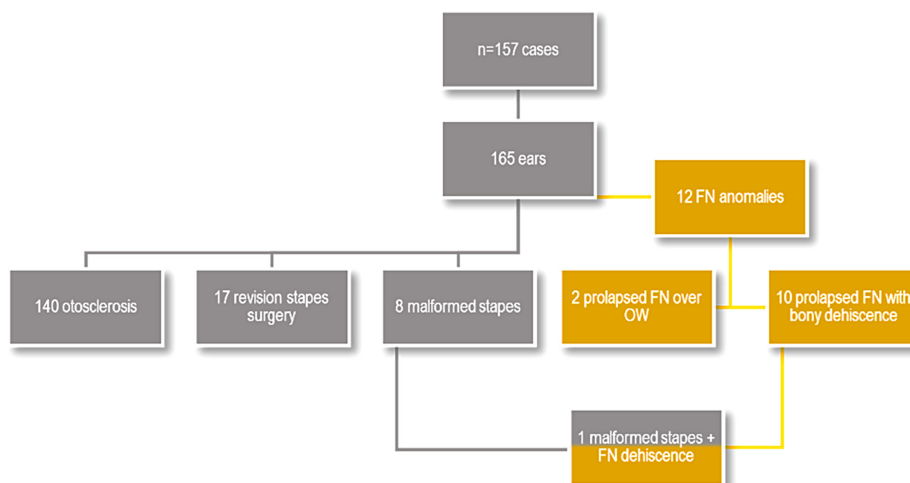 n=157 cases
165 ears
12 FN anomalies
140 otosclerosis
17 revision stapes
surgery
8 malformed stapes
2 prolapsed FN over
OW
10 prolapsed FN with
bony dehiscence
1 malformed stapes +
FN dehiscence